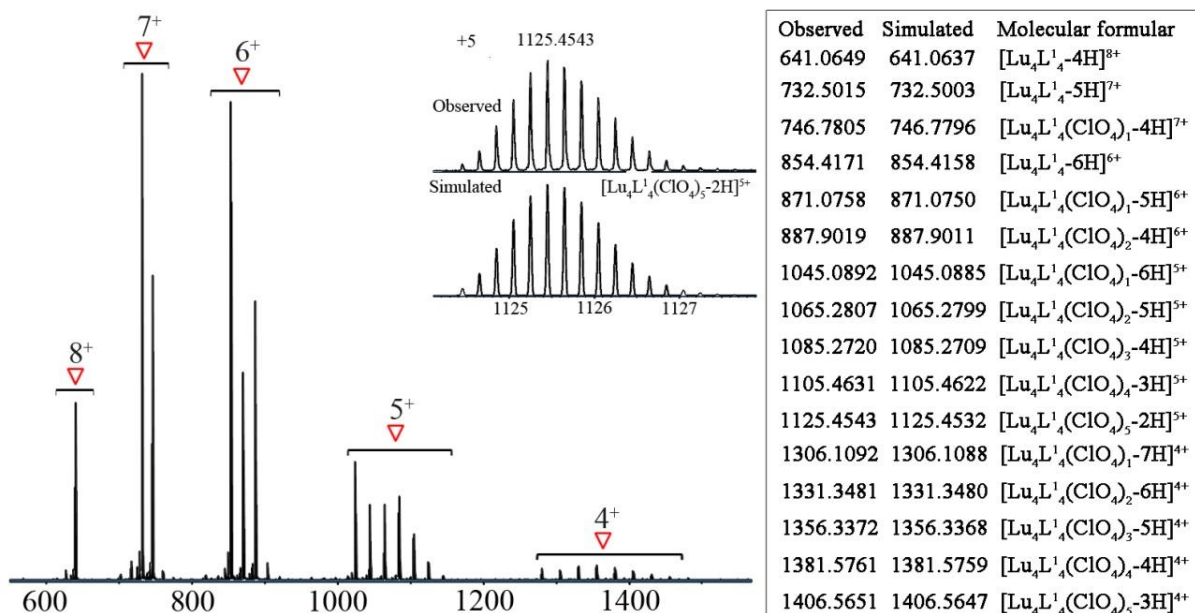 7⁺
6⁺
8⁺
5⁺
4⁺
600 800 1000 1200 1400
+5 1125.4543
Observed
Simulated [Lu₄L¹₄(ClO₄)₅-2H]⁵⁺
1125 1126 1127
Observed Simulated Molecular formular
641.0649 641.0637 [Lu₄L¹₄-4H]⁸⁺
732.5015 732.5003 [Lu₄L¹₄-5H]⁷⁺
746.7805 746.7796 [Lu₄L¹₄(ClO₄)₁-4H]⁷⁺
854.4171 854.4158 [Lu₄L¹₄-6H]⁶⁺
871.0758 871.0750 [Lu₄L¹₄(ClO₄)₁-5H]⁶⁺
887.9019 887.9011 [Lu₄L¹₄(ClO₄)₂-4H]⁶⁺
1045.0892 1045.0885 [Lu₄L¹₄(ClO₄)₁-6H]⁵⁺
1065.2807 1065.2799 [Lu₄L¹₄(ClO₄)₂-5H]⁵⁺
1085.2720 1085.2709 [Lu₄L¹₄(ClO₄)₃-4H]⁵⁺
1105.4631 1105.4622 [Lu₄L¹₄(ClO₄)₄-3H]⁵⁺
1125.4543 1125.4532 [Lu₄L¹₄(ClO₄)₅-2H]⁵⁺
1306.1092 1306.1088 [Lu₄L¹₄(ClO₄)₁-7H]⁴⁺
1331.3481 1331.3480 [Lu₄L¹₄(ClO₄)₂-6H]⁴⁺
1356.3372 1356.3368 [Lu₄L¹₄(ClO₄)₃-5H]⁴⁺
1381.5761 1381.5759 [Lu₄L¹₄(ClO₄)₄-4H]⁴⁺
1406.5651 1406.5647 [Lu₄L¹₄(ClO₄)₅-3H]⁴⁺